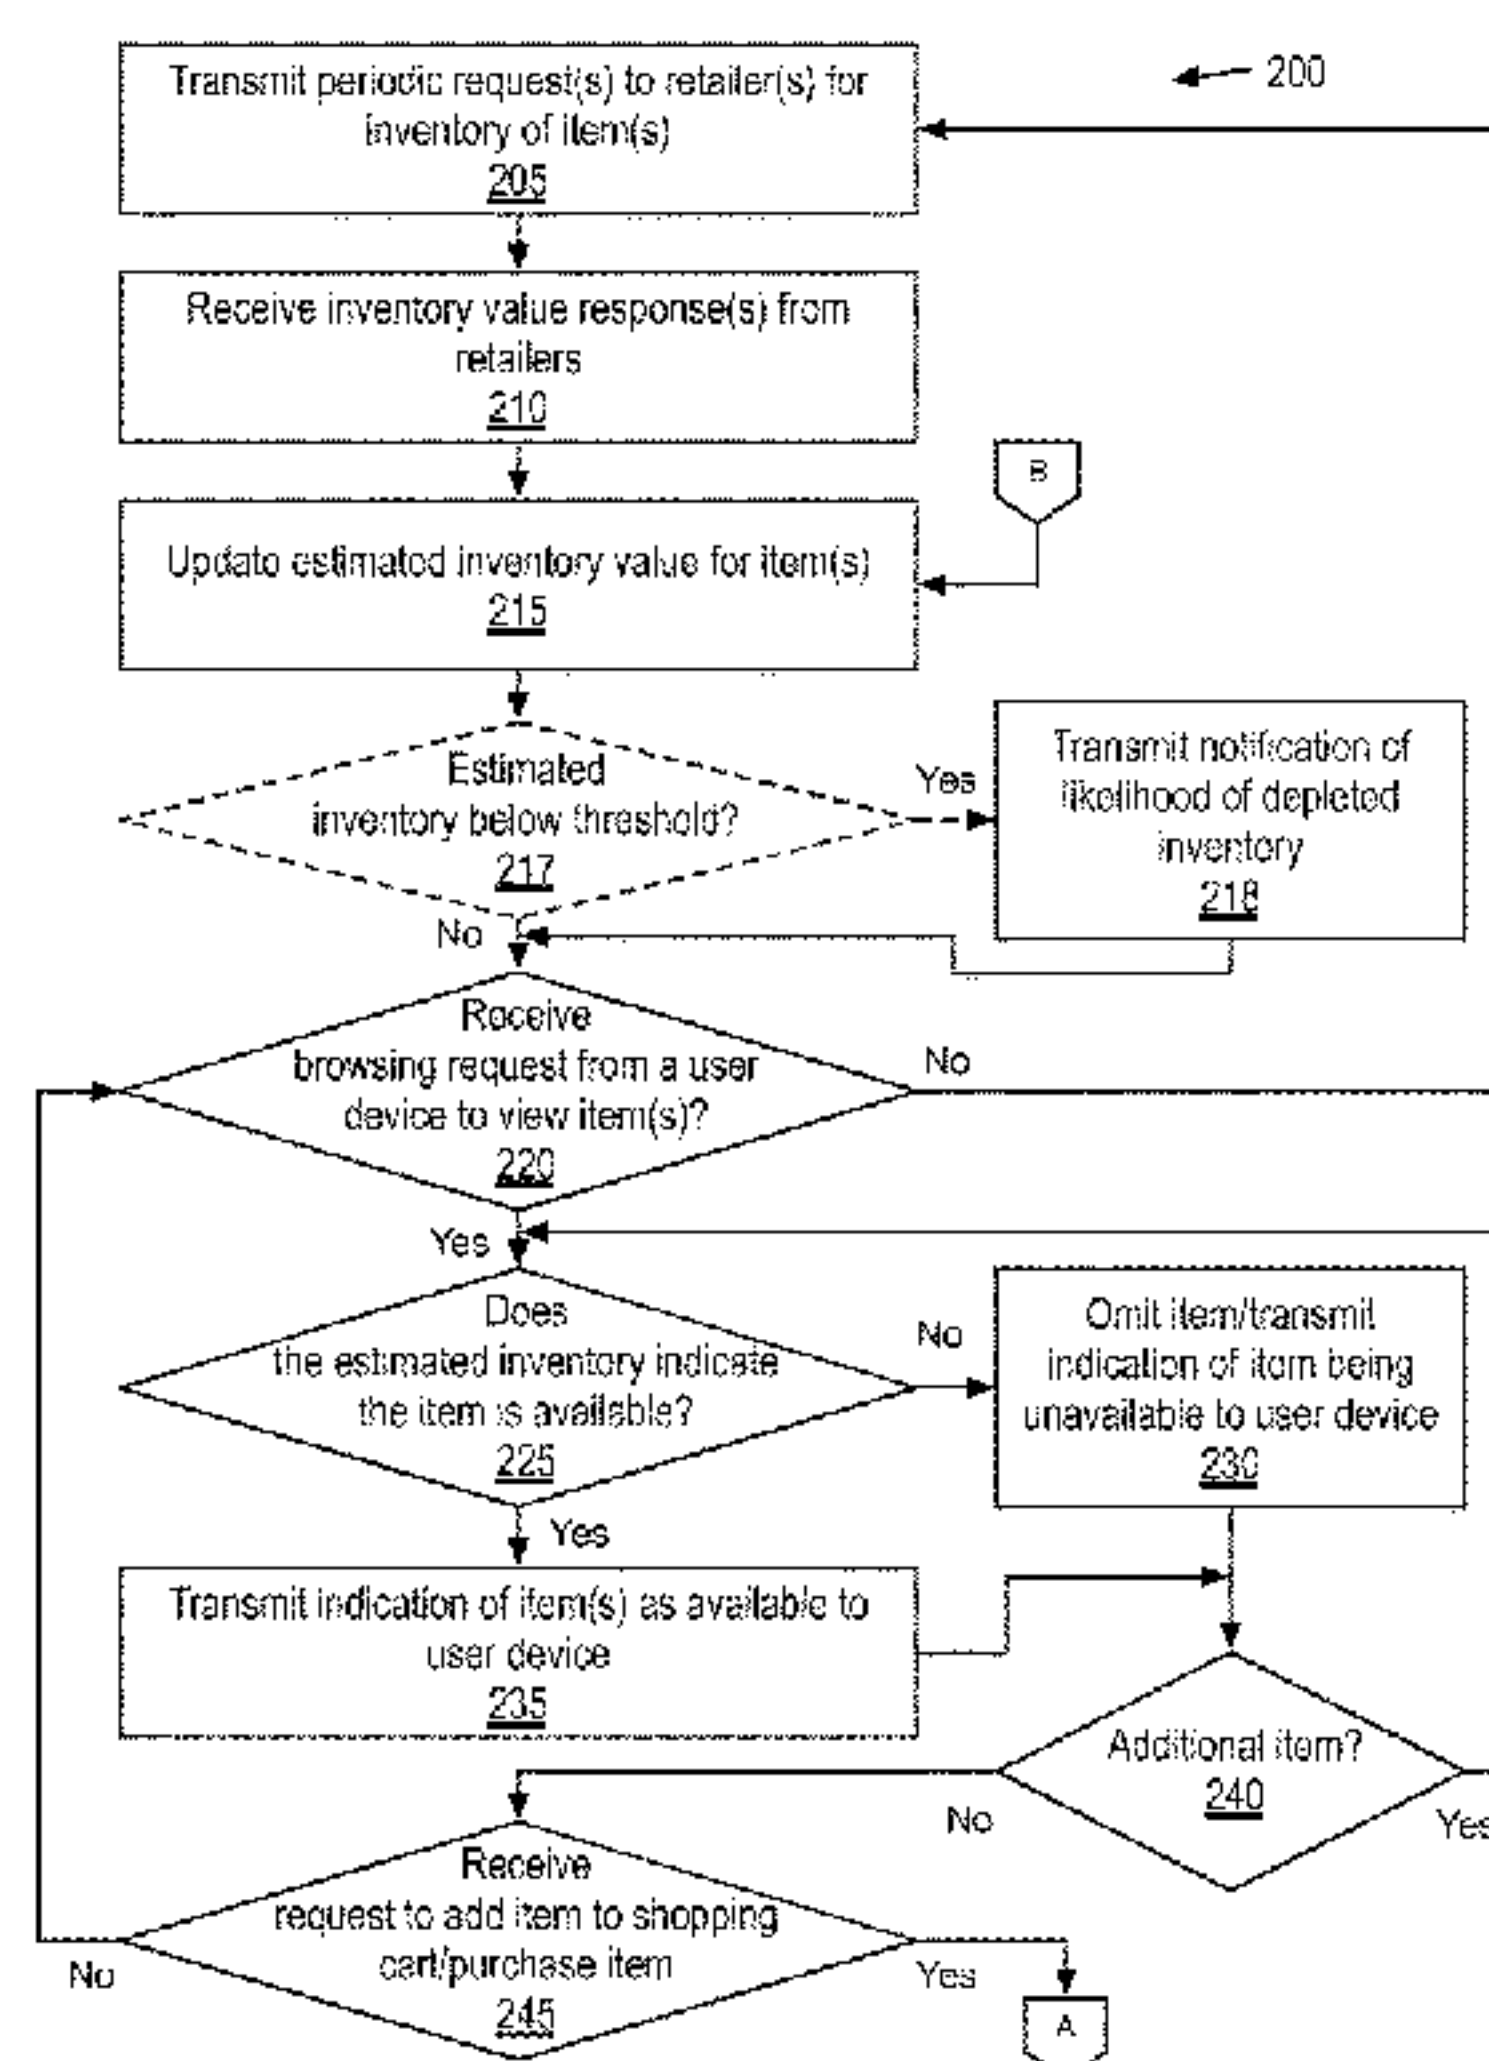 200
Transmit periodic request(s) to retailer(s) for
inventory of item(s)
205
Receive inventory value response(s) from
retailers
210
B
Update estimated inventory value for item(s)
215
Estimated
inventory below threshold?
217
Yes
Transmit notification of
likelihood of depleted
inventory
218
No
Receive
browsing request from a user
device to view item(s)?
220
No
Yes
Does
the estimated inventory indicate
the item is available?
225
No
Omit item/transmit
indication of item being
unavailable to user device
230
Yes
Transmit indication of item(s) as available to
user device
235
Additional item?
240
No
Yes
Receive
request to add item to shopping
cart/purchase item
245
No
Yes
A